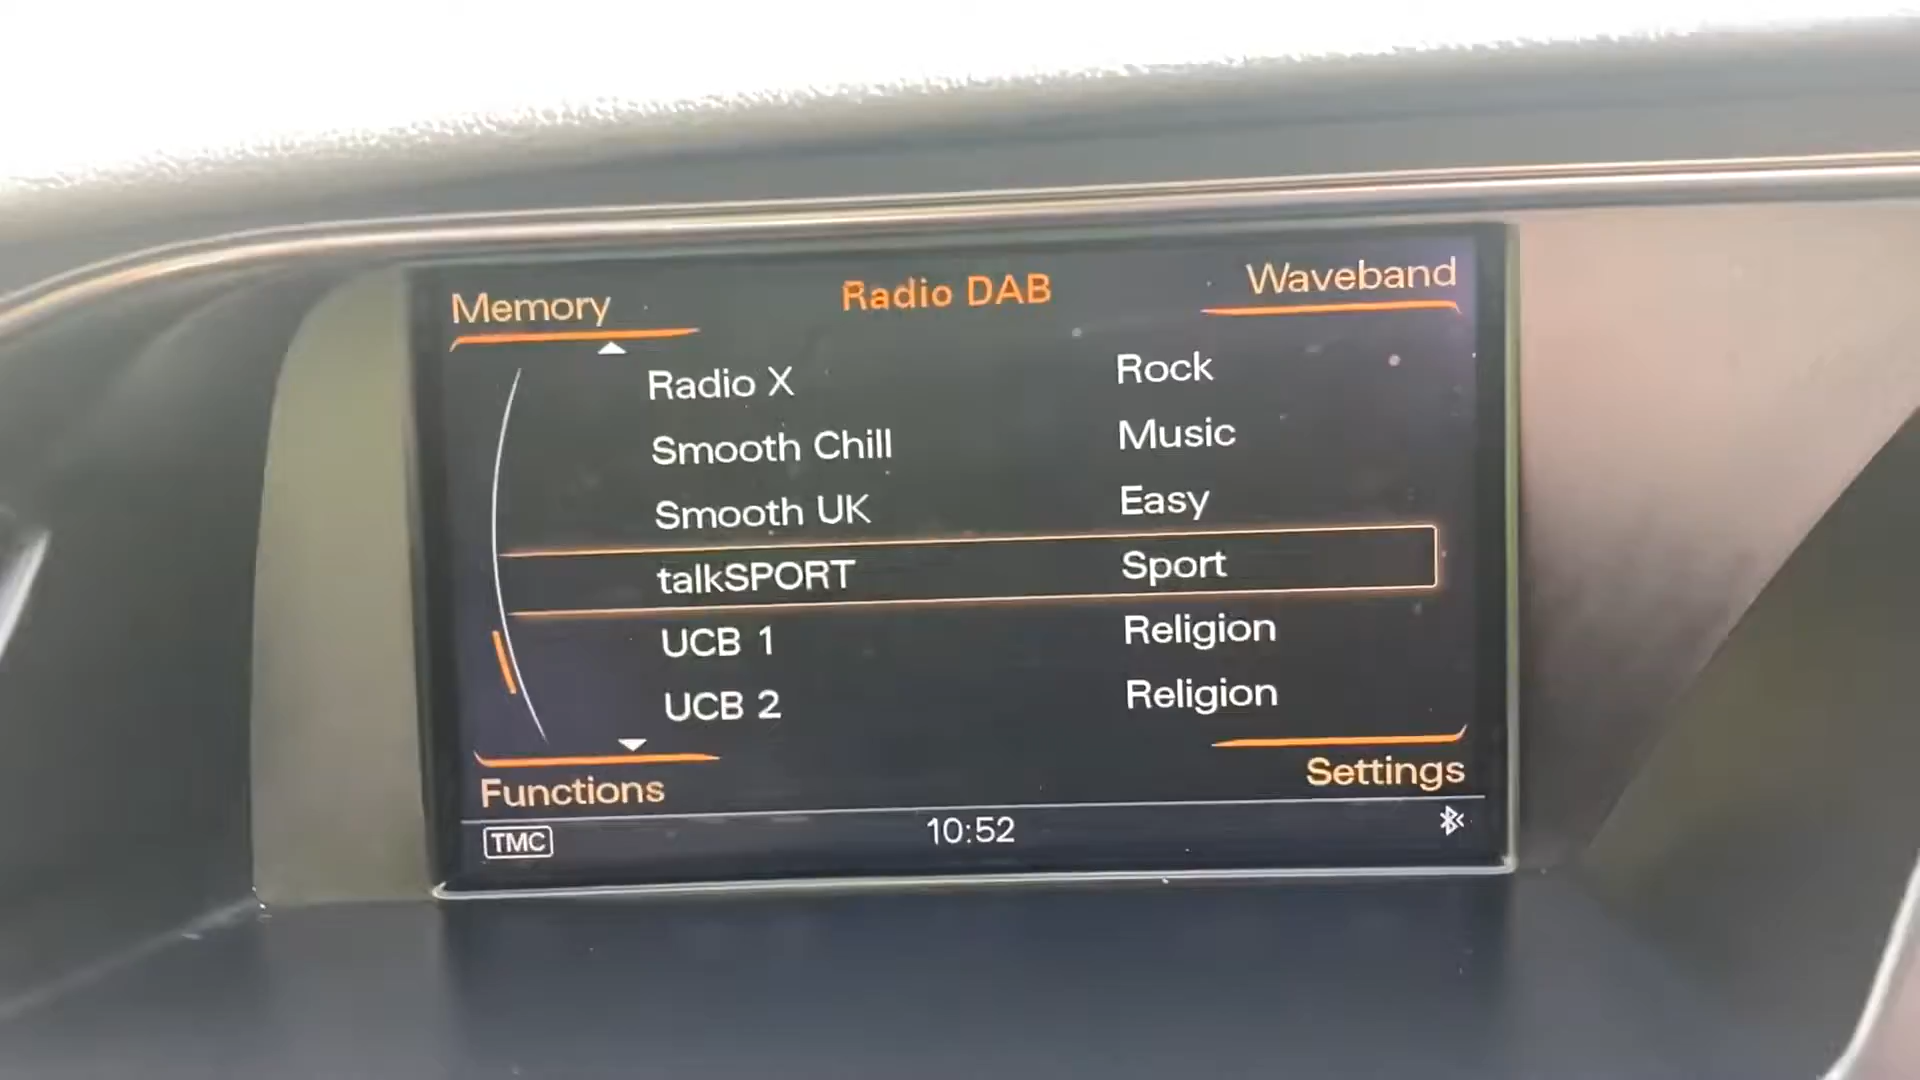 Memory Radio DAB Waveband
Radio X Rock
Smooth Chill Music
Smooth UK Easy
talkSPORT Sport
UCB 1 Religion
UCB 2 Religion
Functions Settings
TMC 10:52